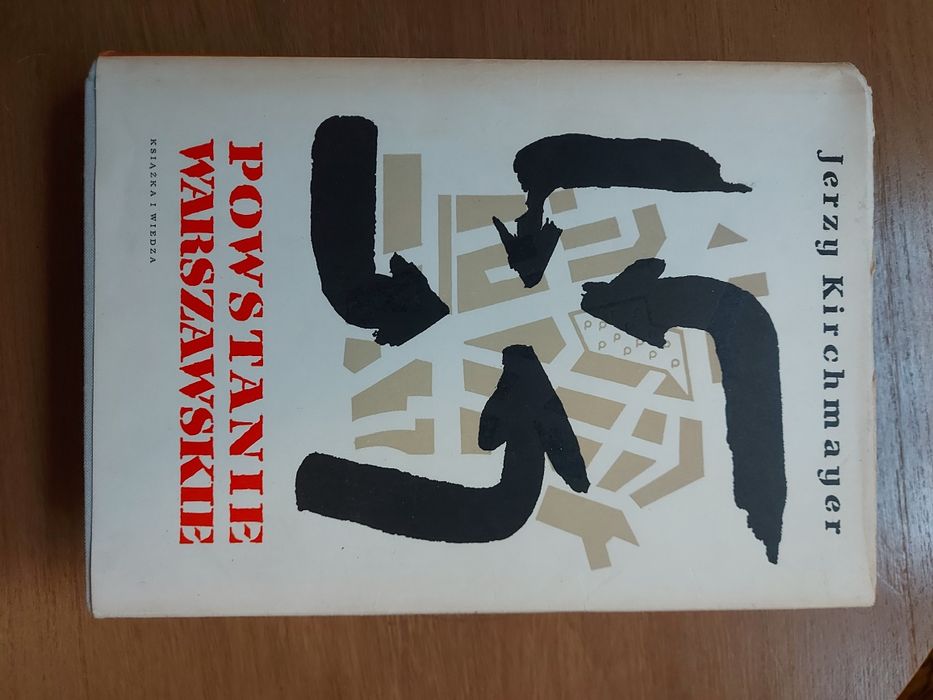 Jerzy Kirchmayer
POWSTANIE
WARSZAWSKIE
KSIĄŻKA I WIEDZA